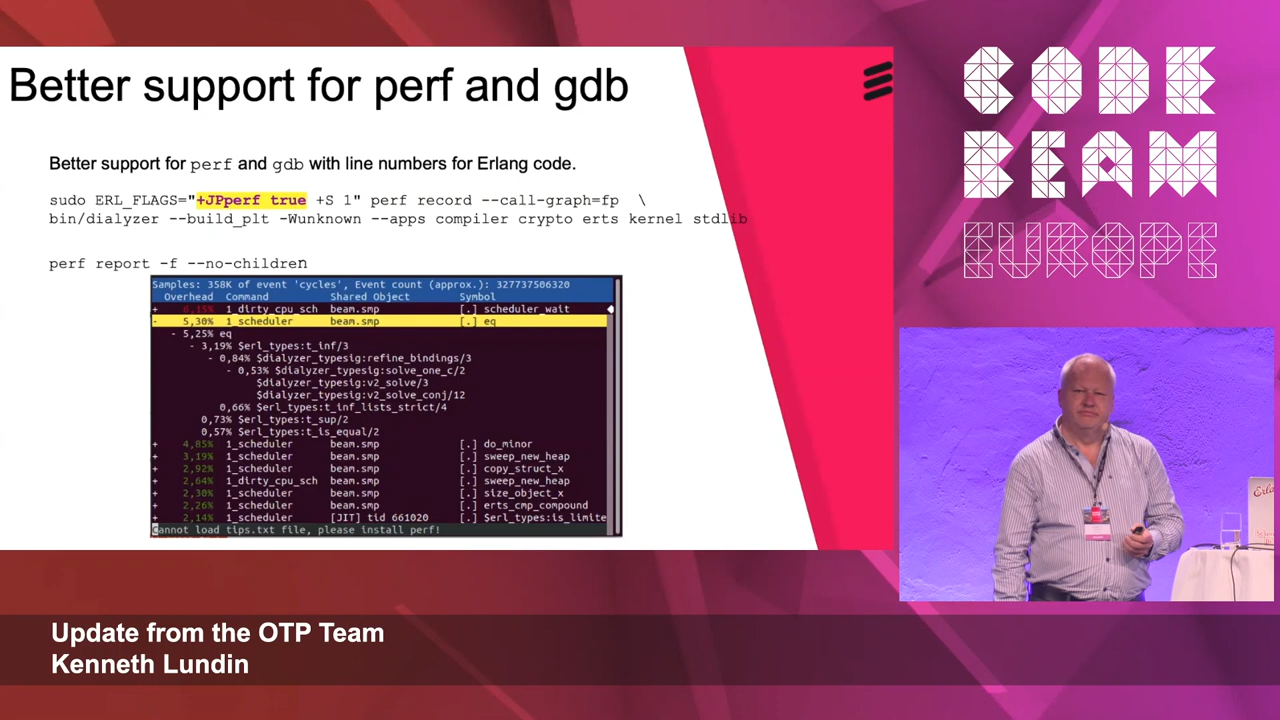 Better support for perf and gdb
Better support for perf and gdb with line numbers for Erlang code.
sudo ERL_FLAGS="+JPperf true +S 1" perf record --call-graph=fp \
bin/dialyzer --build_plt -Wunknown --apps compiler crypto erts kernel stdlib
perf report -f --no-children
Samples: 358K of event 'cycles', Event count (approx.): 327737506320
Overhead Command Shared Object Symbol
+ 6,15% 1_dirty_cpu_sch beam.smp [.] scheduler_wait
- 5,30% 1_scheduler beam.smp [.] eq
- 5,25% eq
- 3,19% $erl_types:t_inf/3
- 0,84% $dialyzer_typesig:refine_bindings/3
- 0,53% $dialyzer_typesig:solve_one_c/2
$dialyzer_typesig:v2_solve/3
$dialyzer_typesig:v2_solve_conj/12
0,66% $erl_types:t_inf_lists_strict/4
0,73% $erl_types:t_sup/2
0,57% $erl_types:t_is_equal/2
+ 4,85% 1_scheduler beam.smp [.] do_minor
+ 3,19% 1_scheduler beam.smp [.] sweep_new_heap
+ 2,92% 1_scheduler beam.smp [.] copy_struct_x
+ 2,64% 1_dirty_cpu_sch beam.smp [.] sweep_new_heap
+ 2,30% 1_scheduler beam.smp [.] size_object_x
+ 2,26% 1_scheduler beam.smp [.] erts_cmp_compound
+ 2,14% 1_scheduler [JIT] tid 661020 [.] $erl_types:is_limite
Cannot load tips.txt file, please install perf!
CODE
BEAM
EUROPE
Update from the OTP Team
Kenneth Lundin